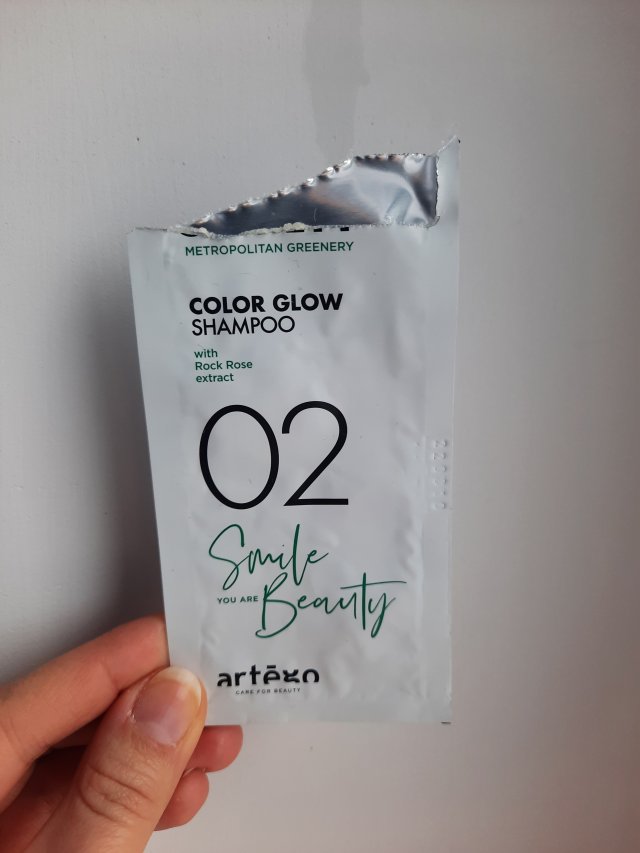 METROPOLITAN GREENERY
COLOR GLOW
SHAMPOO
with
Rock Rose
extract
02
Smile
YOU ARE Beauty
artēgo
CARE FOR BEAUTY